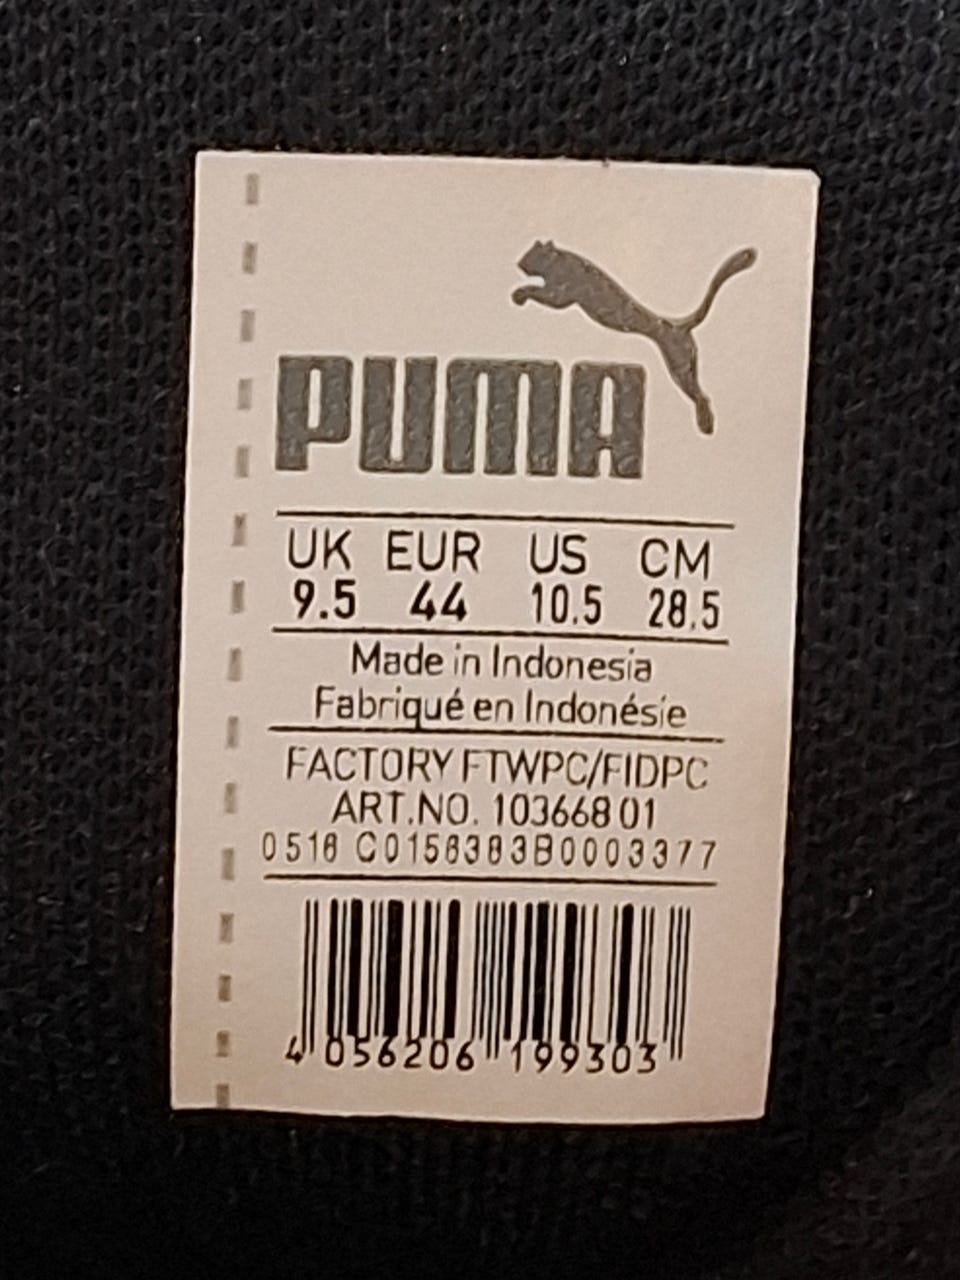 PUMA
UK EUR US CM
9.5 44 10.5 28.5
Made in Indonesia
Fabriqué en Indonésie
FACTORY FTWPC/FIDPC
ART.NO. 103668 01
0516 C0156383B0003377
4 056206 199303